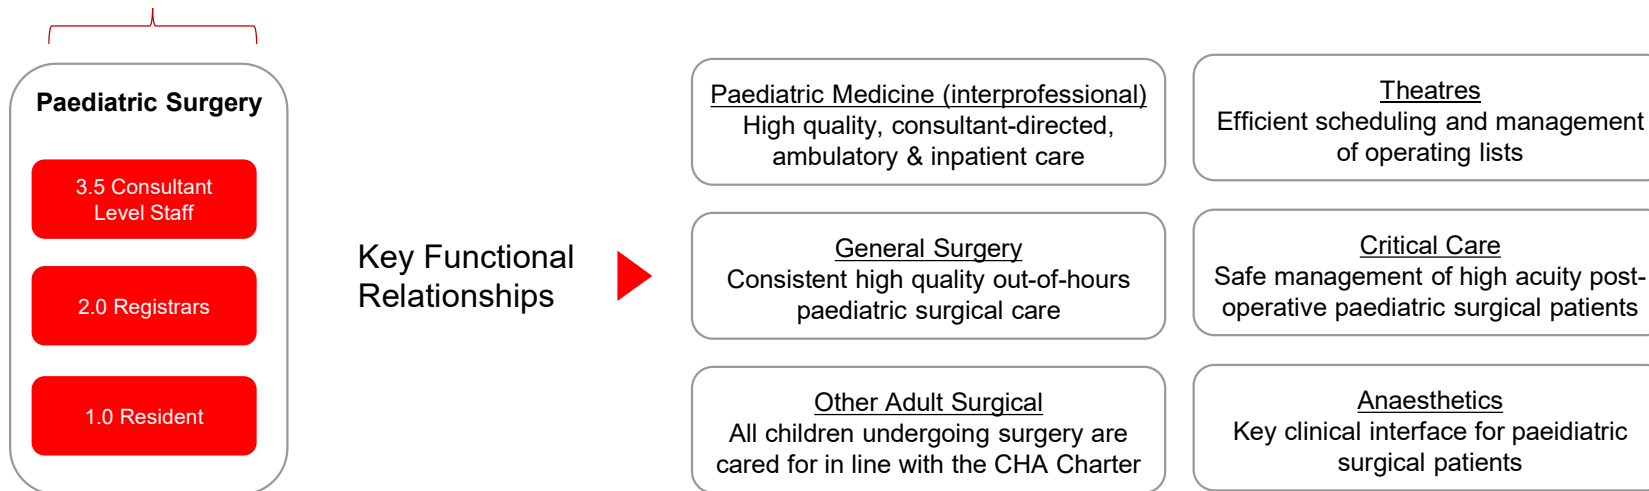 Paediatric Surgery
3.5 Consultant
Level Staff
2.0 Registrars
1.0 Resident
Key Functional
Relationships
Paediatric Medicine (interprofessional)
High quality, consultant-directed,
ambulatory & inpatient care
General Surgery
Consistent high quality out-of-hours
paediatric surgical care
Other Adult Surgical
All children undergoing surgery are
cared for in line with the CHA Charter
Theatres
Efficient scheduling and management
of operating lists
Critical Care
Safe management of high acuity post-
operative paediatric surgical patients
Anaesthetics
Key clinical interface for paeidiatric
surgical patients